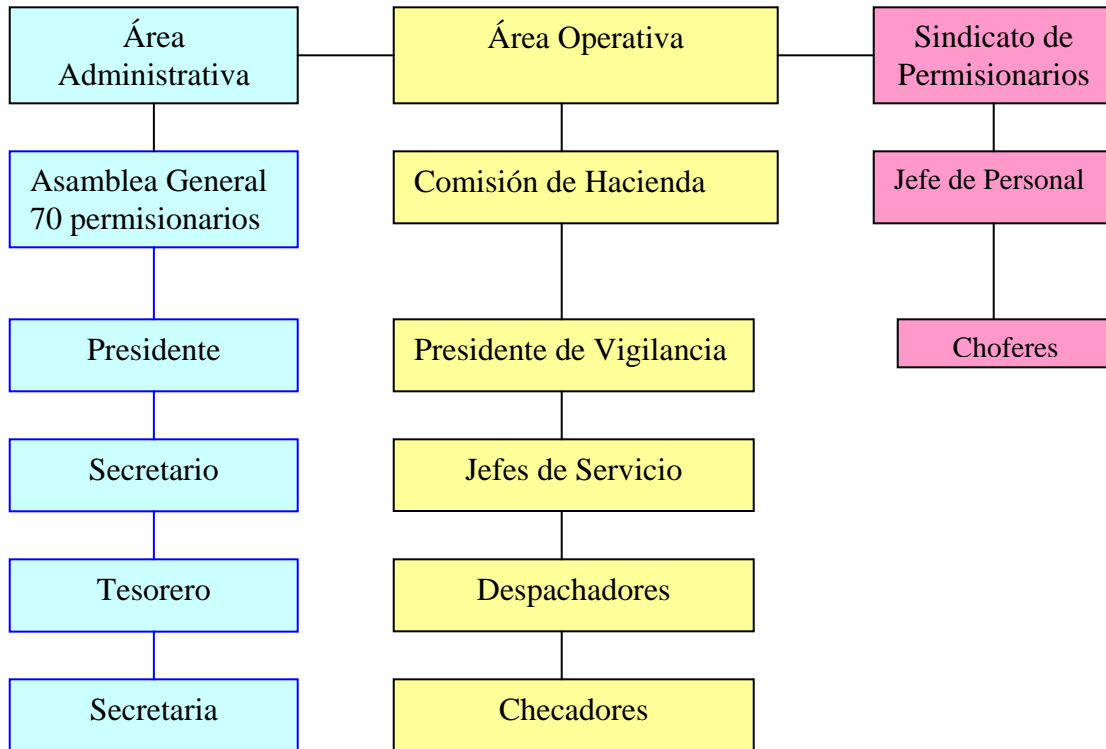 Área
Administrativa
Área Operativa
Sindicato de
Permisionarios
Asamblea General
70 permisionarios
Comisión de Hacienda
Jefe de Personal
Presidente
Presidente de Vigilancia
Choferes
Secretario
Jefes de Servicio
Tesorero
Despachadores
Secretaria
Checadores